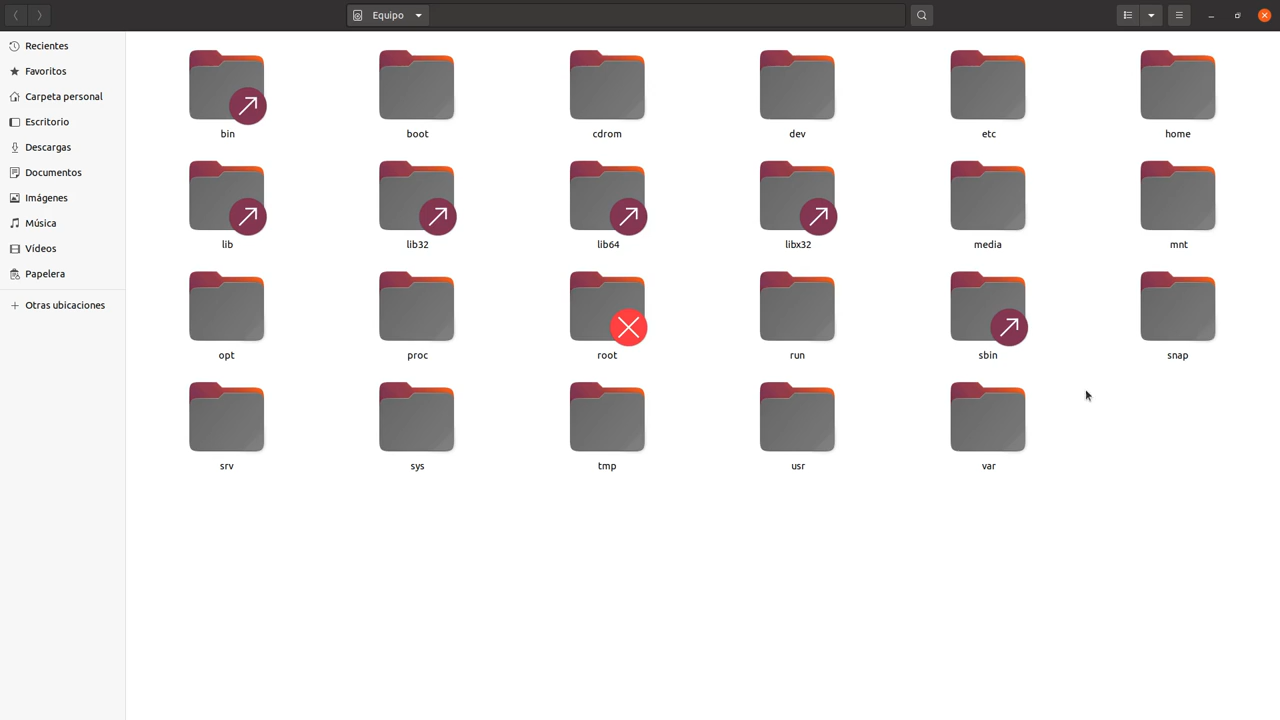 Equipo
Recientes
Favoritos
Carpeta personal
Escritorio
Descargas
Documentos
Imágenes
Música
Vídeos
Papelera
Otras ubicaciones
bin boot cdrom dev etc home
lib lib32 lib64 libx32 media mnt
opt proc root run sbin snap
srv sys tmp usr var